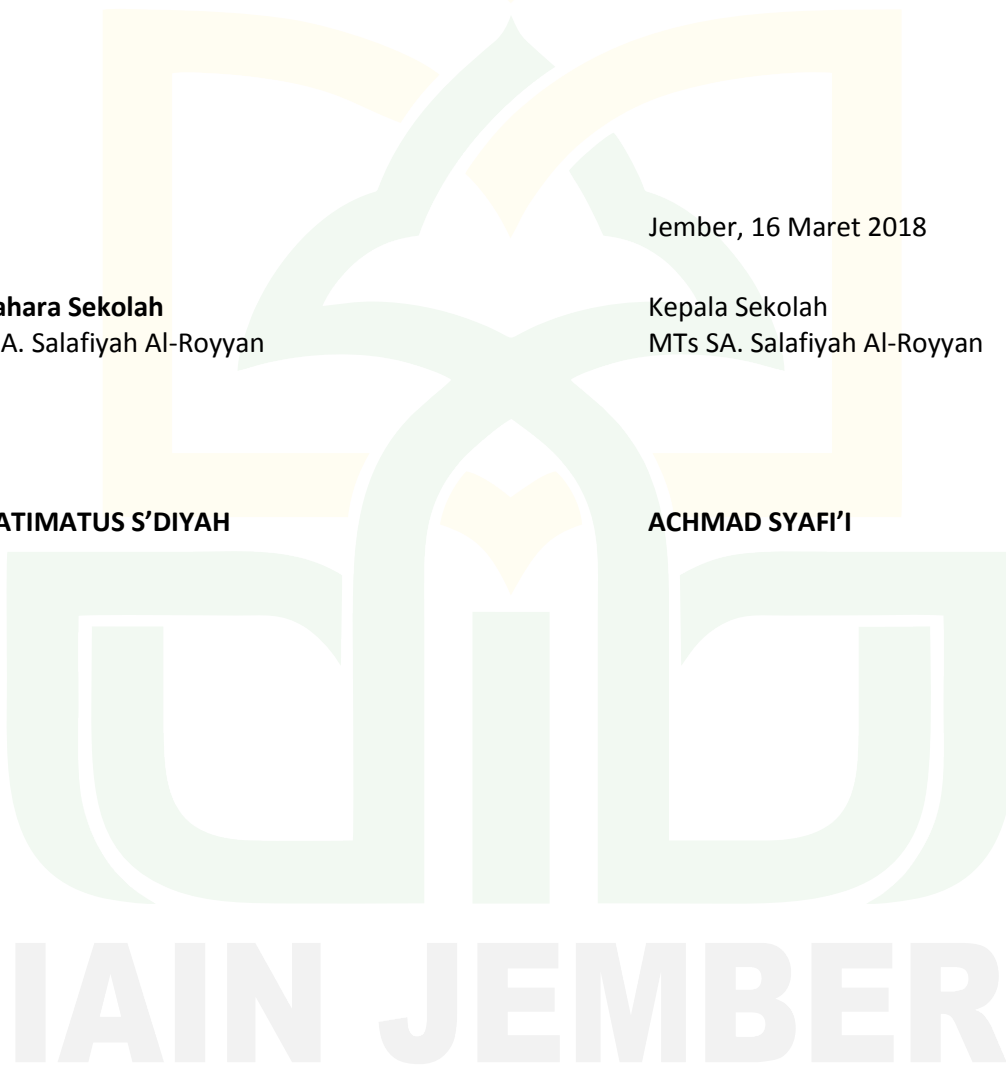 Jember, 16 Maret 2018
ahara Sekolah
Kepala Sekolah
A. Salafiyah Al-Royyan
MTs SA. Salafiyah Al-Royyan
ATIMATUS S’DIYAH
ACHMAD SYAFI’I
IAIN JEMBER